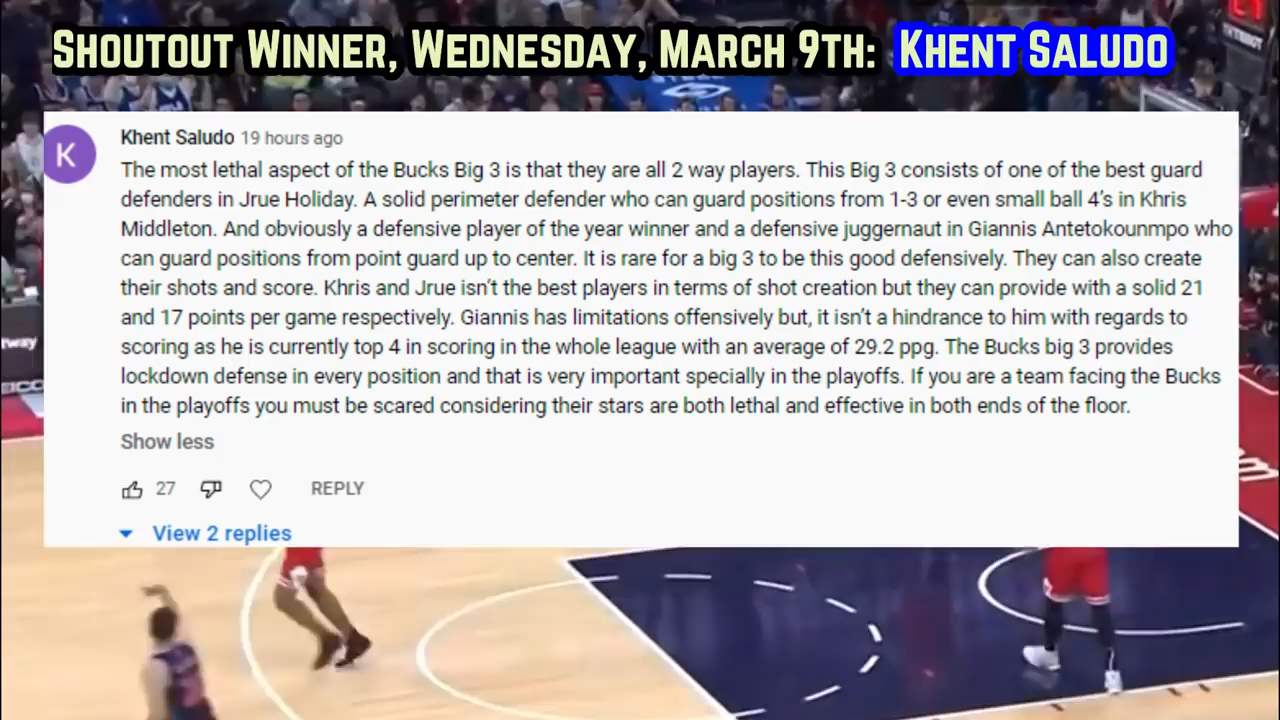 Shoutout Winner, Wednesday, March 9th: Khent Saludo
K
Khent Saludo 19 hours ago
The most lethal aspect of the Bucks Big 3 is that they are all 2 way players. This Big 3 consists of one of the best guard
defenders in Jrue Holiday. A solid perimeter defender who can guard positions from 1-3 or even small ball 4's in Khris
Middleton. And obviously a defensive player of the year winner and a defensive juggernaut in Giannis Antetokounmpo who
can guard positions from point guard up to center. It is rare for a big 3 to be this good defensively. They can also create
their shots and score. Khris and Jrue isn't the best players in terms of shot creation but they can provide with a solid 21
and 17 points per game respectively. Giannis has limitations offensively but, it isn't a hindrance to him with regards to
scoring as he is currently top 4 in scoring in the whole league with an average of 29.2 ppg. The Bucks big 3 provides
lockdown defense in every position and that is very important specially in the playoffs. If you are a team facing the Bucks
in the playoffs you must be scared considering their stars are both lethal and effective in both ends of the floor.
Show less
27 REPLY
View 2 replies